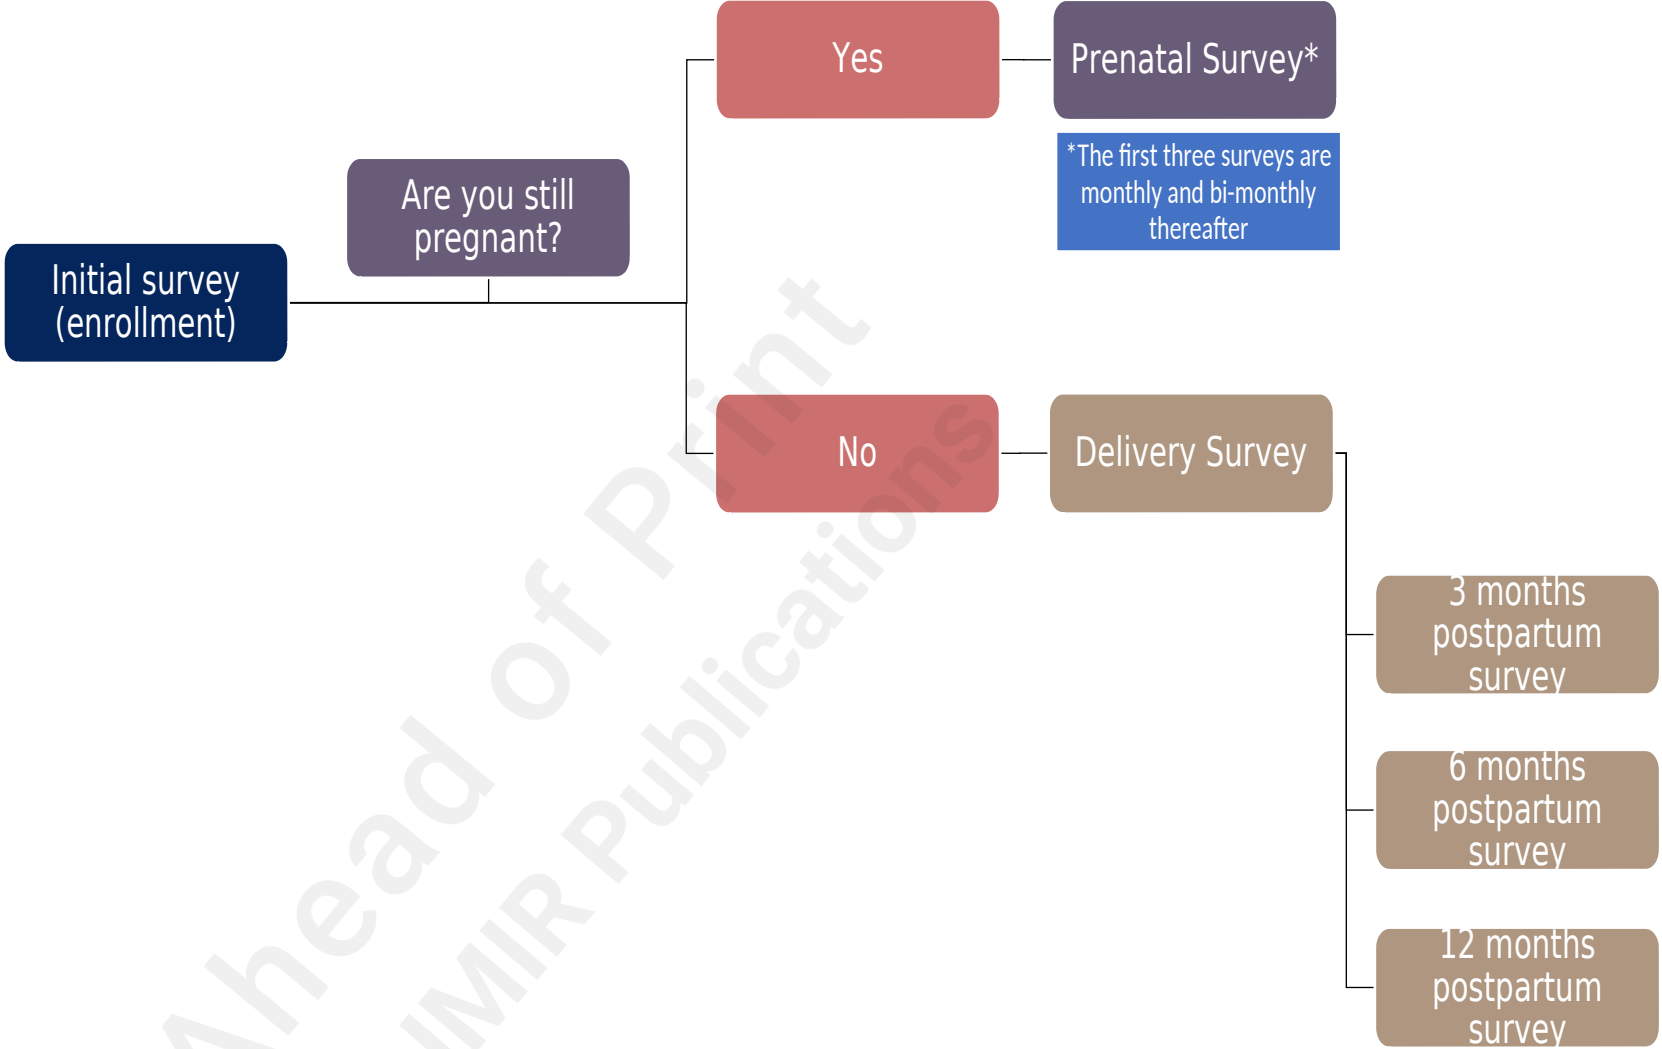 Yes
Prenatal Survey*
*The first three surveys are
monthly and bi-monthly
thereafter
Are you still
pregnant?
Initial survey
(enrollment)
No
Delivery Survey
3 months
postpartum
survey
6 months
postpartum
survey
12 months
postpartum
survey
Ahead of Print
JMIR Publications